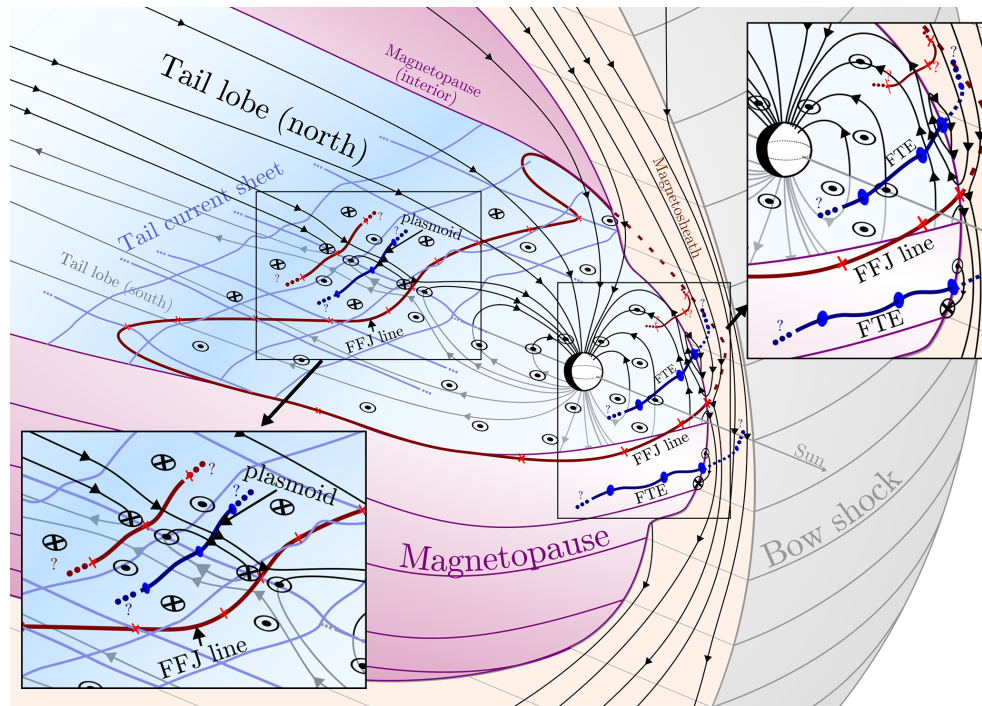 Tail lobe (north)
Magnetopause
(interior)
Tail current sheet
Tail lobe (south)
plasmoid
?
?
?
FFJ line
Magnetosheath
?
FTE
?
FFJ line
?
FTE
?
Sun
Bow shock
Magnetopause
?
?
?
?
FTE
?
FFJ line
?
FTE
?
plasmoid
?
?
?
FFJ line